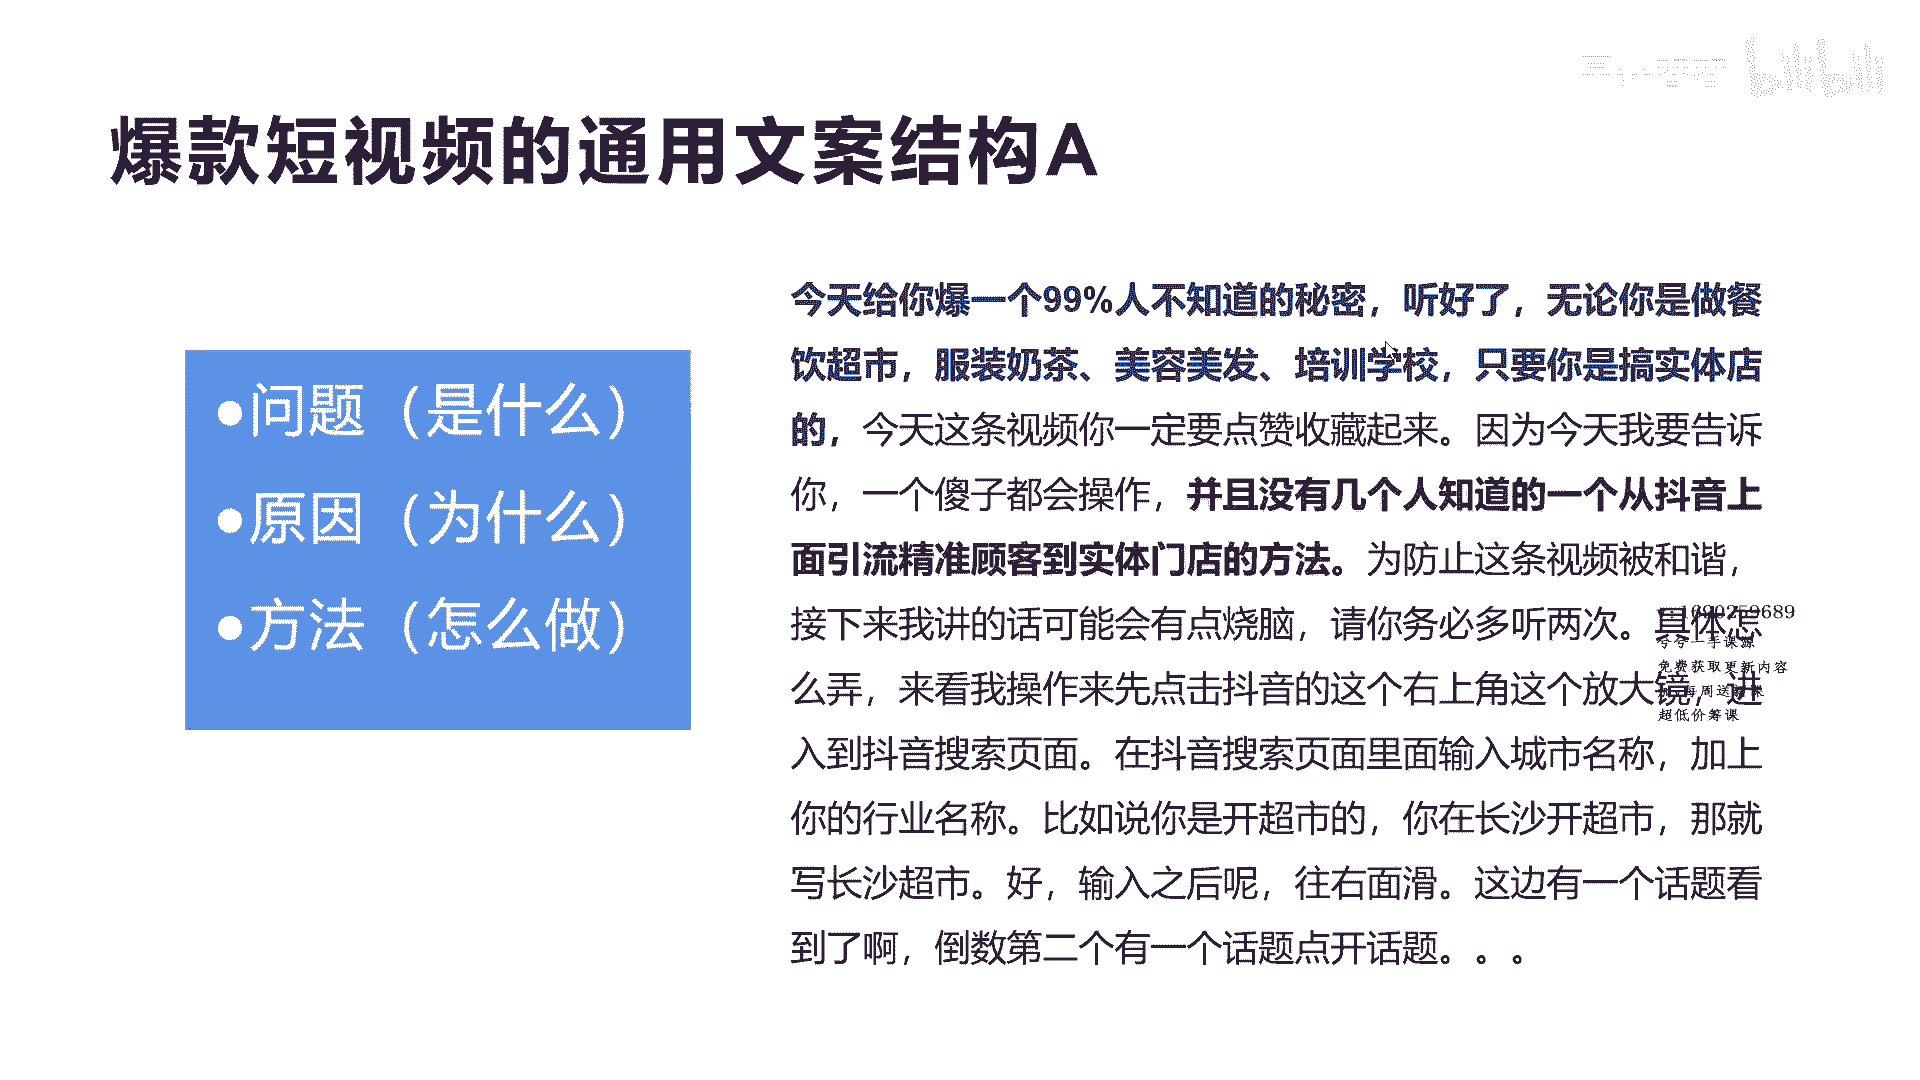 bilibili
爆款短视频的通用文案结构A
●问题（是什么）
●原因（为什么）
●方法（怎么做）
今天给你爆一个99%人不知道的秘密，听好了，无论你是做餐
饮超市，服装奶茶、美容美发、培训学校，只要你是搞实体店
的，今天这条视频你一定要点赞收藏起来。因为今天我要告诉
你，一个傻子都会操作，并且没有几个人知道的一个从抖音上
面引流精准顾客到实体门店的方法。为防止这条视频被和谐，
接下来我讲的话可能会有点烧脑，请你务必多听两次。具体怎
么弄，来看我操作来先点击抖音的这个右上角这个放大镜，进
入到抖音搜索页面。在抖音搜索页面里面输入城市名称，加上
你的行业名称。比如说你是开超市的，你在长沙开超市，那就
写长沙超市。好，输入之后呢，往右面滑。这边有一个话题看
到了啊，倒数第二个有一个话题点开话题。。。
1690259689
兮兮一手课源
免费获取更新内容
每周送
超低价筹课